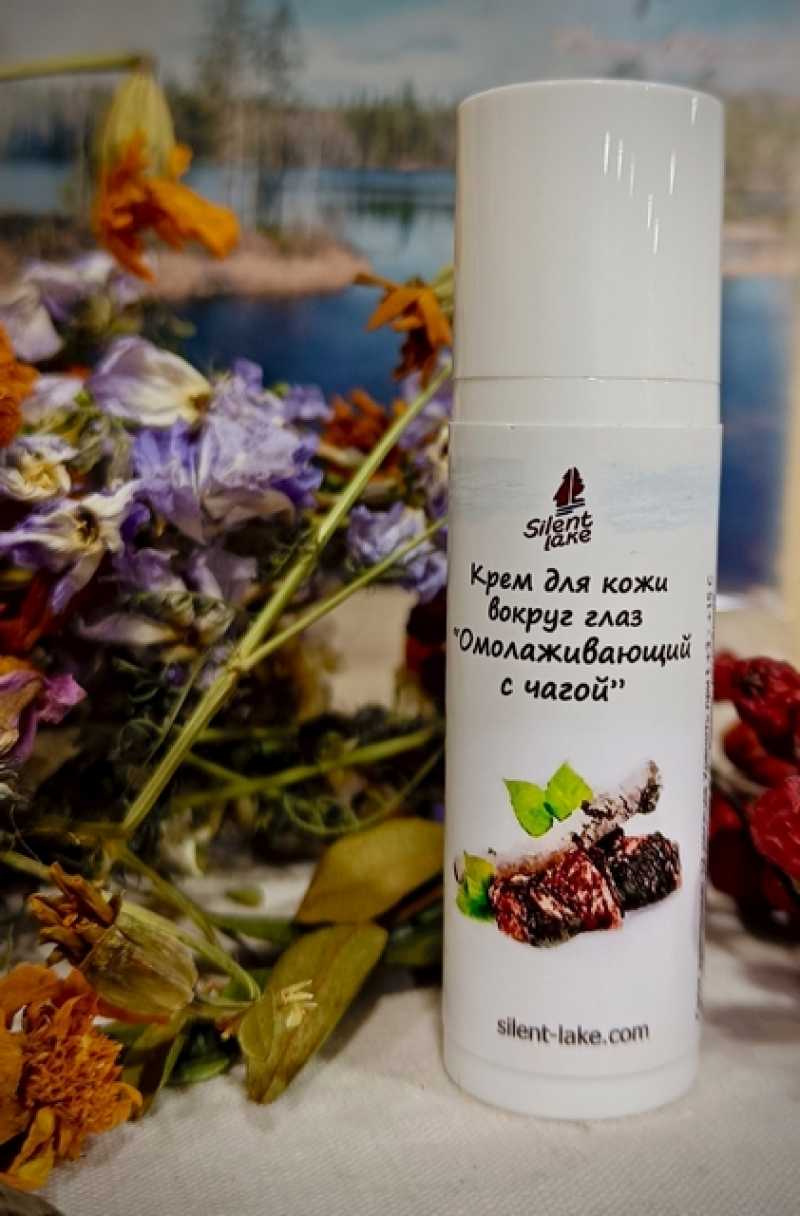 Silent
lake
Крем для кожи
вокруг глаз
"Омолаживающий
с чагой"
silent-lake.com